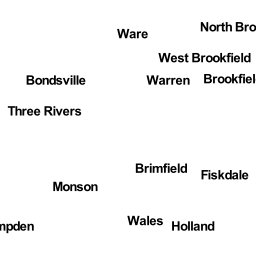 North Bro
Ware
West Brookfield
Bondsville
Warren
Brookfiel
Three Rivers
Brimfield
Fiskdale
Monson
Wales
Holland
mpden